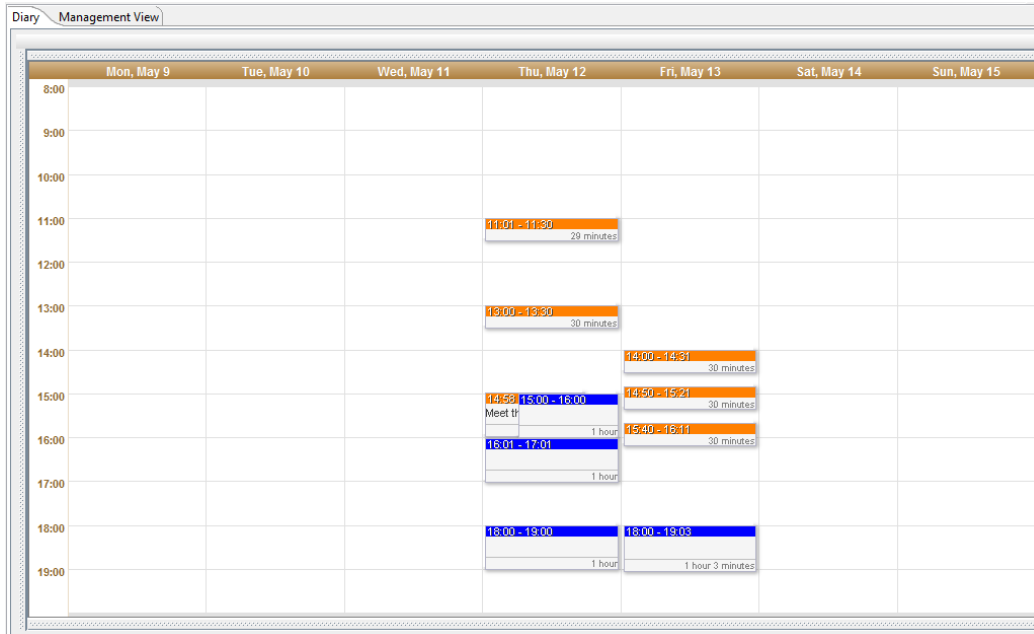 Diary Management View
Mon, May 9 Tue, May 10 Wed, May 11 Thu, May 12 Fri, May 13 Sat, May 14 Sun, May 15
8:00
9:00
10:00
11:00
11:01 - 11:30
29 minutes
12:00
13:00
13:00 - 13:30
30 minutes
14:00
14:00 - 14:31
30 minutes
14:50 - 15:21
30 minutes
15:00
14:58 15:00 - 16:00
Meet th
1 hour
15:40 - 16:11
30 minutes
16:00
16:01 - 17:01
1 hour
17:00
18:00
18:00 - 19:00
1 hour
18:00 - 19:03
1 hour 3 minutes
19:00